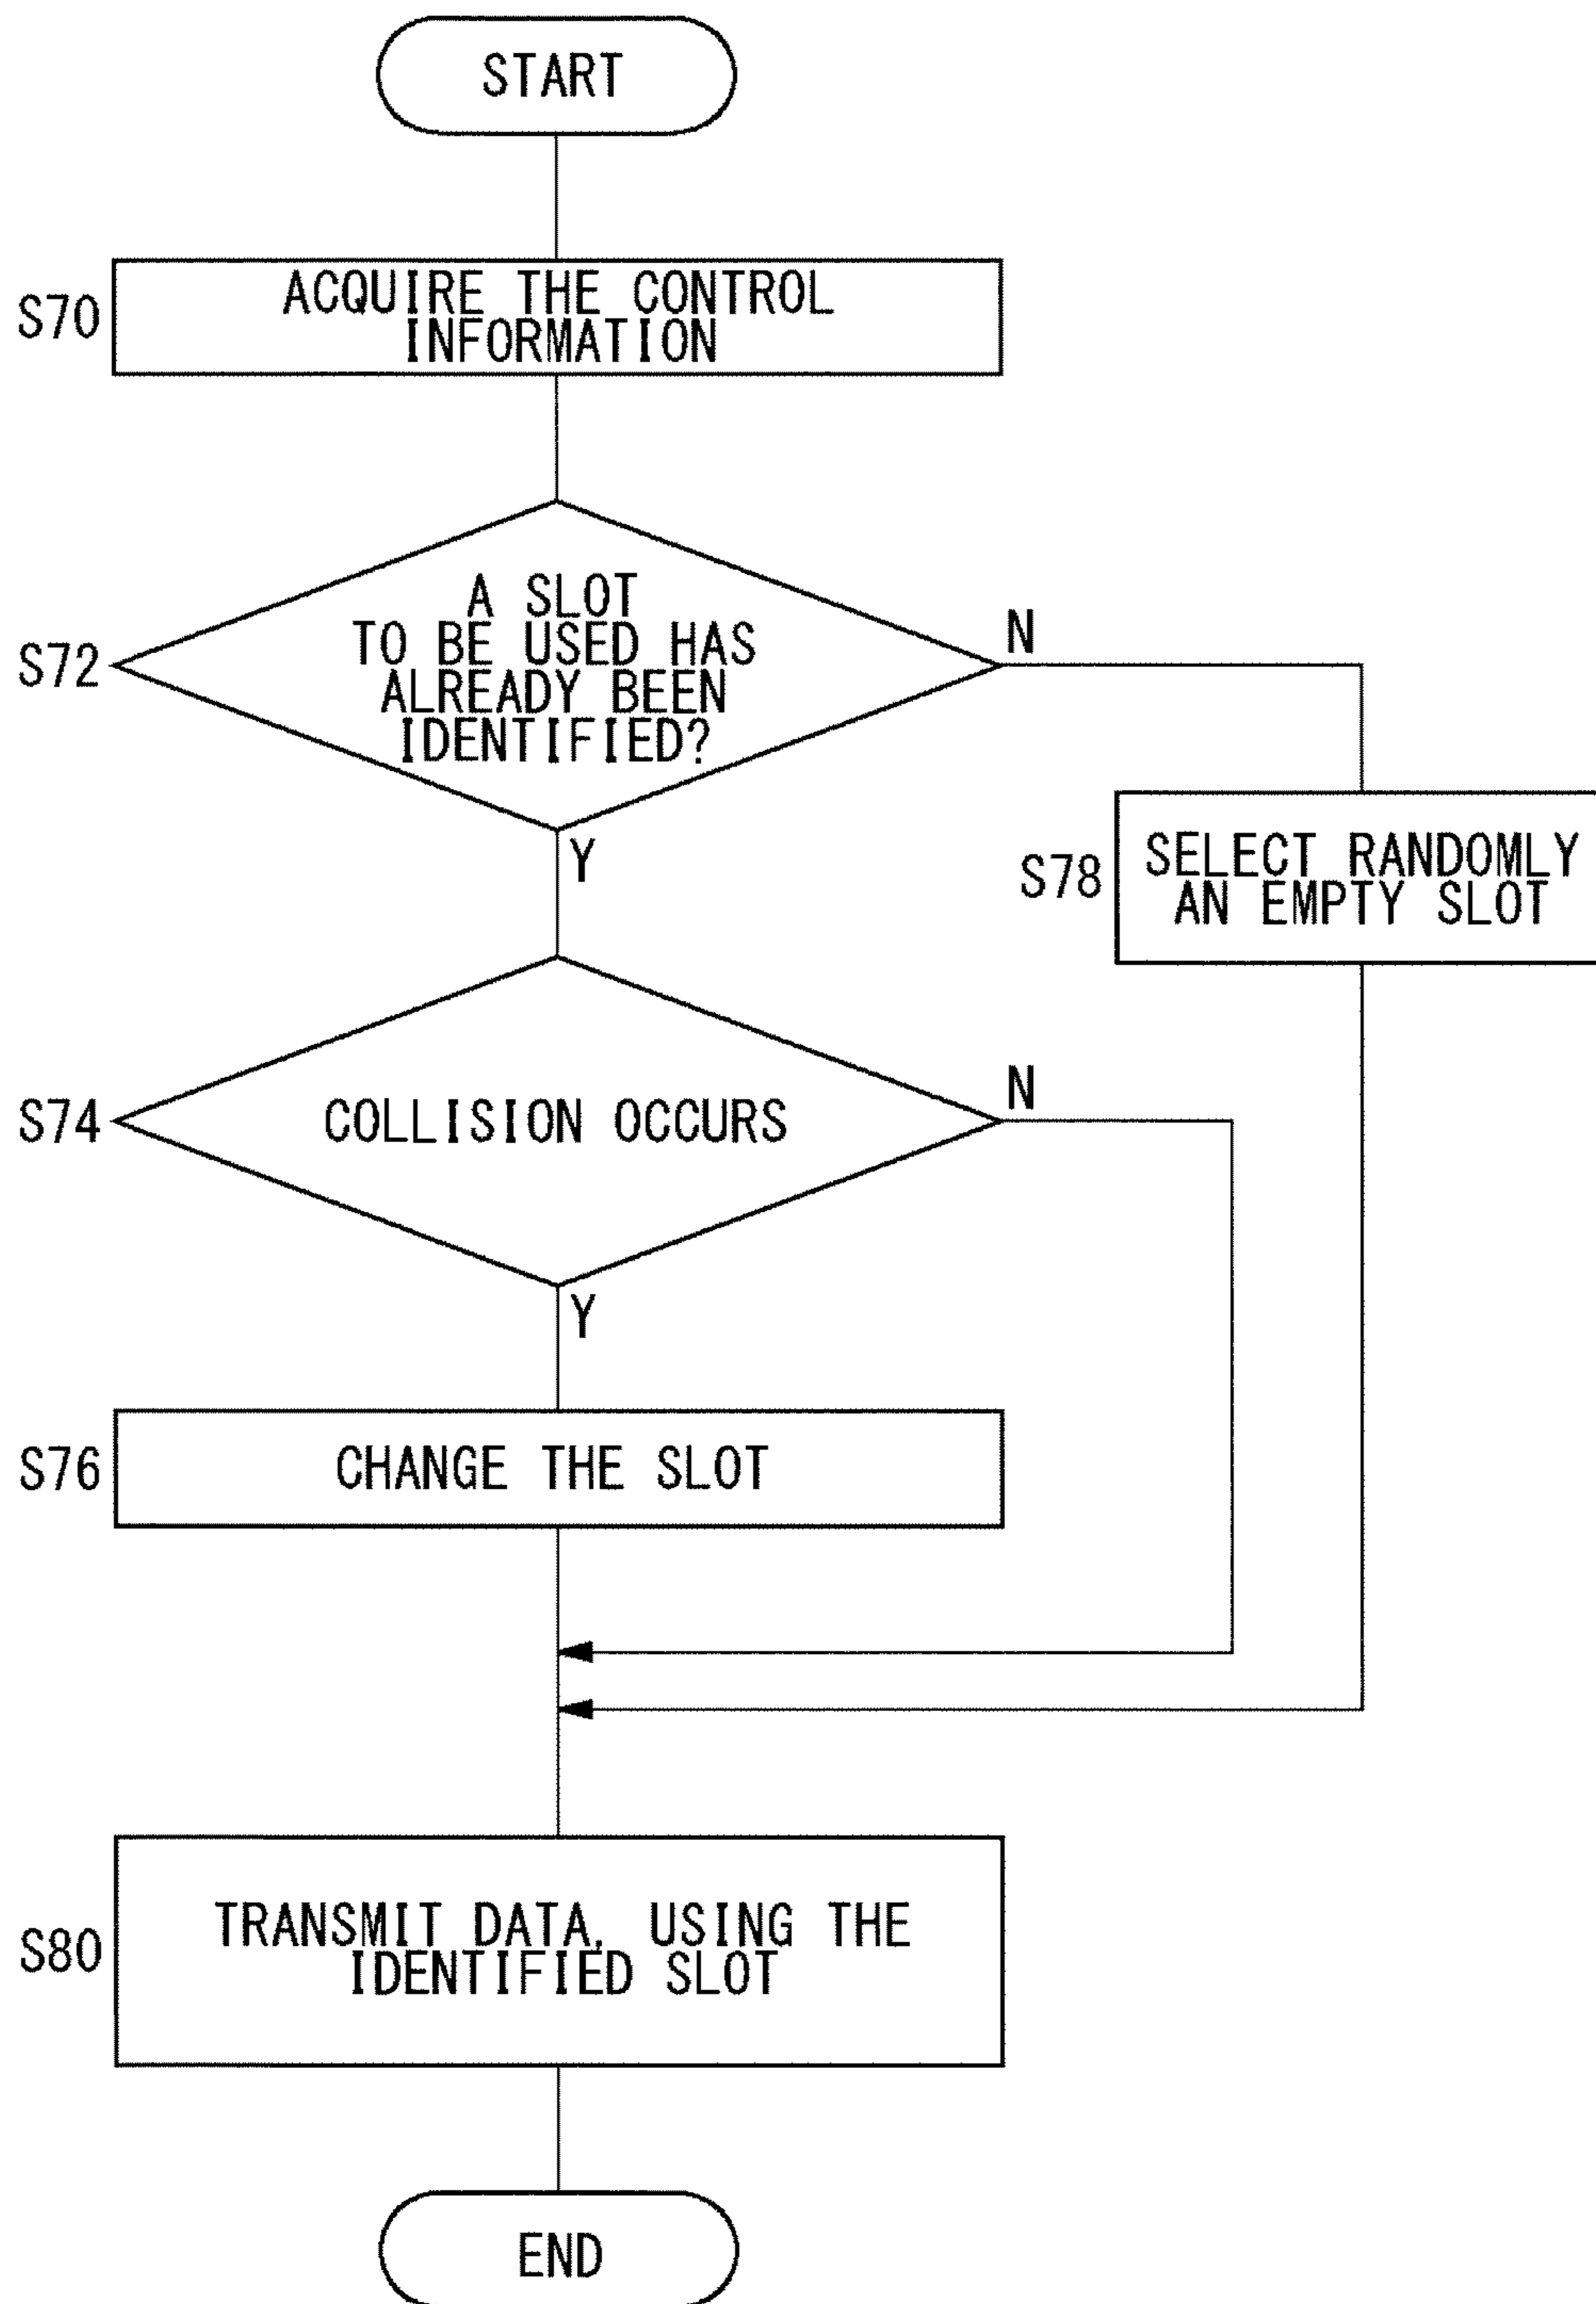 START
S70
ACQUIRE THE CONTROL
INFORMATION
S72
A SLOT
TO BE USED HAS
ALREADY BEEN
IDENTIFIED?
N
Y
S78
SELECT RANDOMLY
AN EMPTY SLOT
S74
COLLISION OCCURS
N
Y
S76
CHANGE THE SLOT
S80
TRANSMIT DATA, USING THE
IDENTIFIED SLOT
END